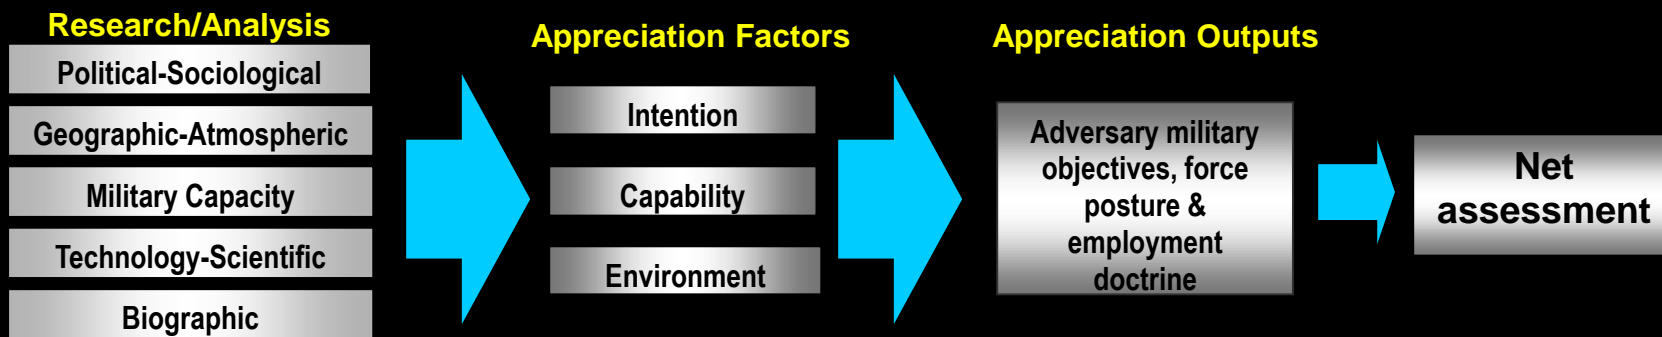 Research/Analysis
Political-Sociological
Geographic-Atmospheric
Military Capacity
Technology-Scientific
Biographic
Appreciation Factors
Intention
Capability
Environment
Appreciation Outputs
Adversary military
objectives, force
posture &
employment
doctrine
Net
assessment